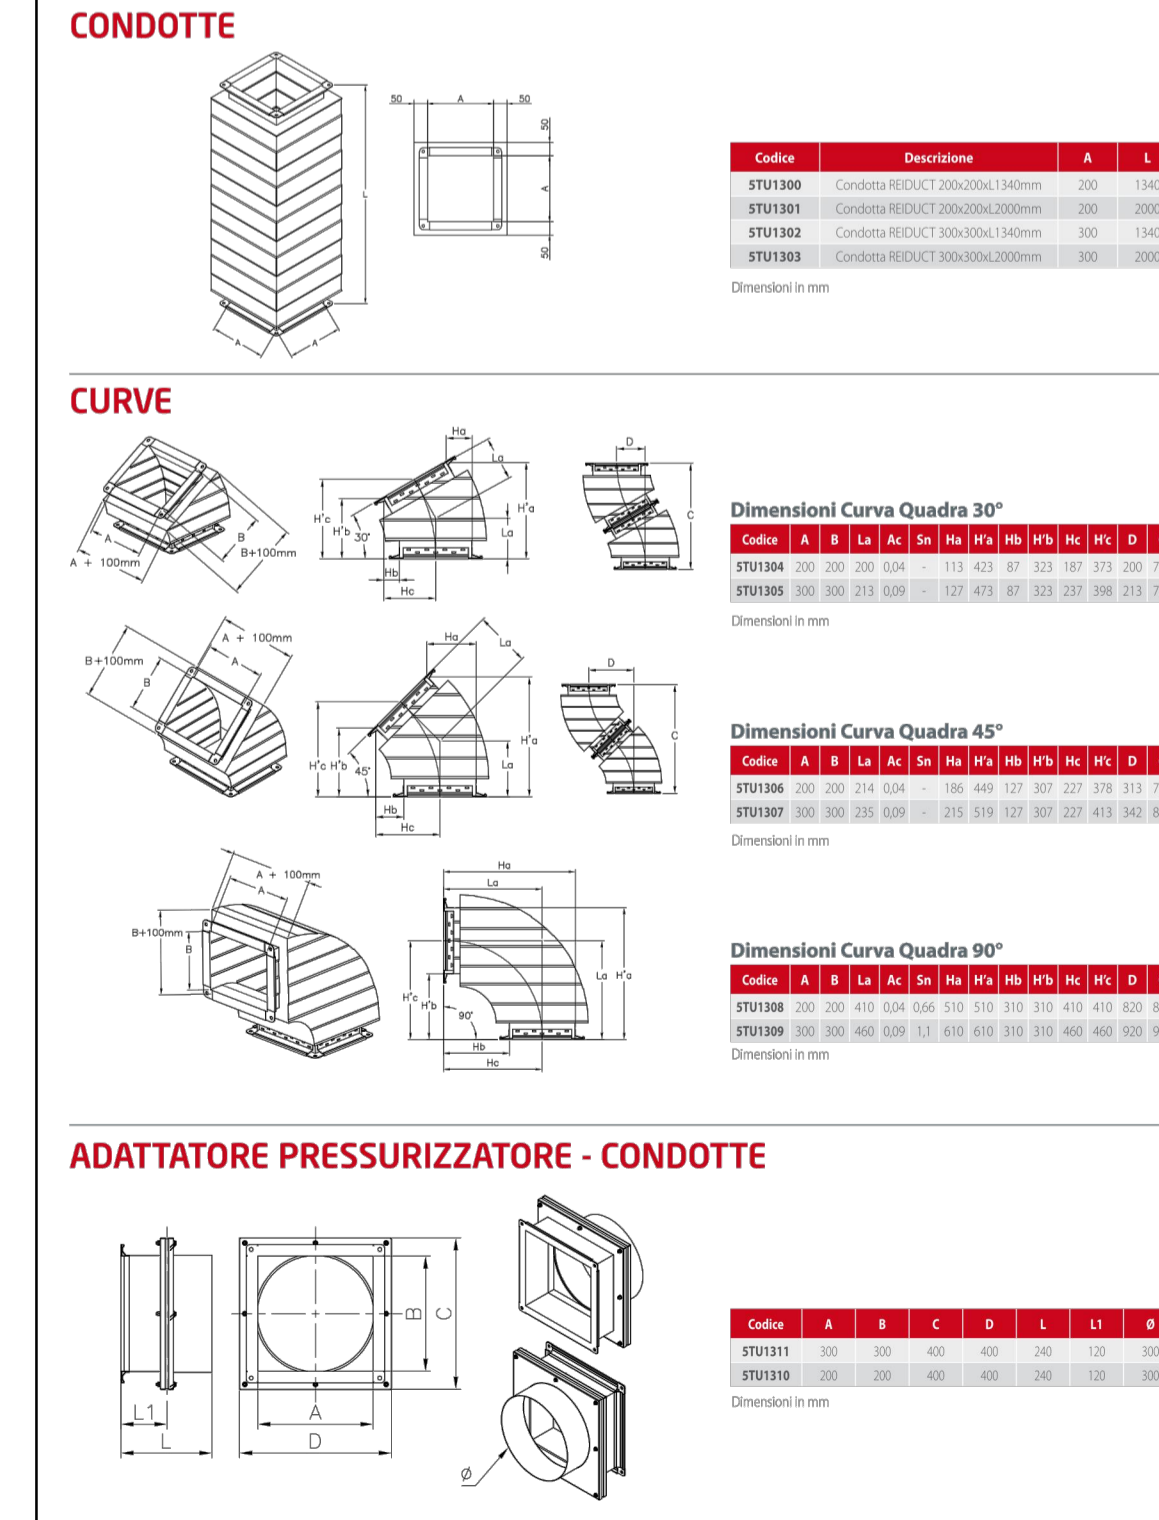 CONDOTTE
50 A 50
50
A
50
L
A A
Codice Descrizione A L
5TU1300 Condotta REIDUCT 200x200xL1340mm 200 1340
5TU1301 Condotta REIDUCT 200x200xL2000mm 200 2000
5TU1302 Condotta REIDUCT 300x300xL1340mm 300 1340
5TU1303 Condotta REIDUCT 300x300xL2000mm 300 2000
Dimensioni in mm
CURVE
A
A + 100mm
B
B+100mm
Ha
La
H'c
H'b
30°
H'a
La
Hb
Hc
D
C
Dimensioni Curva Quadra 30°
Codice A B La Ac Sn Ha H'a Hb H'b Hc H'c D
5TU1304 200 200 200 0,04 - 113 423 87 323 187 373 200 7
5TU1305 300 300 213 0,09 - 127 473 87 323 237 398 213 7
Dimensioni in mm
A + 100mm
A
B+100mm
B
Ha
La
H'c H'b
45°
H'a
La
Hb
Hc
D
C
Dimensioni Curva Quadra 45°
Codice A B La Ac Sn Ha H'a Hb H'b Hc H'c D
5TU1306 200 200 214 0,04 - 186 449 127 307 227 378 313 7
5TU1307 300 300 235 0,09 - 215 519 127 307 227 413 342 8
Dimensioni in mm
A + 100mm
A
B+100mm
B
Ha
La
H'c
H'b
90°
La H'a
Hb
Hc
Dimensioni Curva Quadra 90°
Codice A B La Ac Sn Ha H'a Hb H'b Hc H'c D
5TU1308 200 200 410 0,04 0,66 510 510 310 310 410 410 820 8
5TU1309 300 300 460 0,09 1,1 610 610 310 310 460 460 920 9
Dimensioni in mm
ADATTATORE PRESSURIZZATORE - CONDOTTE
L1
L
B C
A
D
Ø
Codice A B C D L L1 Ø
5TU1311 300 300 400 400 240 120 300
5TU1310 200 200 400 400 240 120 300
Dimensioni in mm